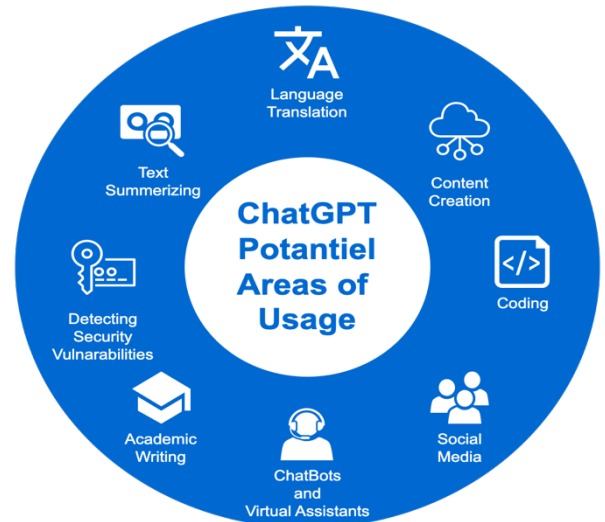 Language
Translation
Content
Creation
Coding
Social
Media
ChatBots
and
Virtual Assistants
Academic
Writing
Detecting
Security
Vulnarabilities
Text
Summerizing
ChatGPT
Potantiel
Areas of
Usage